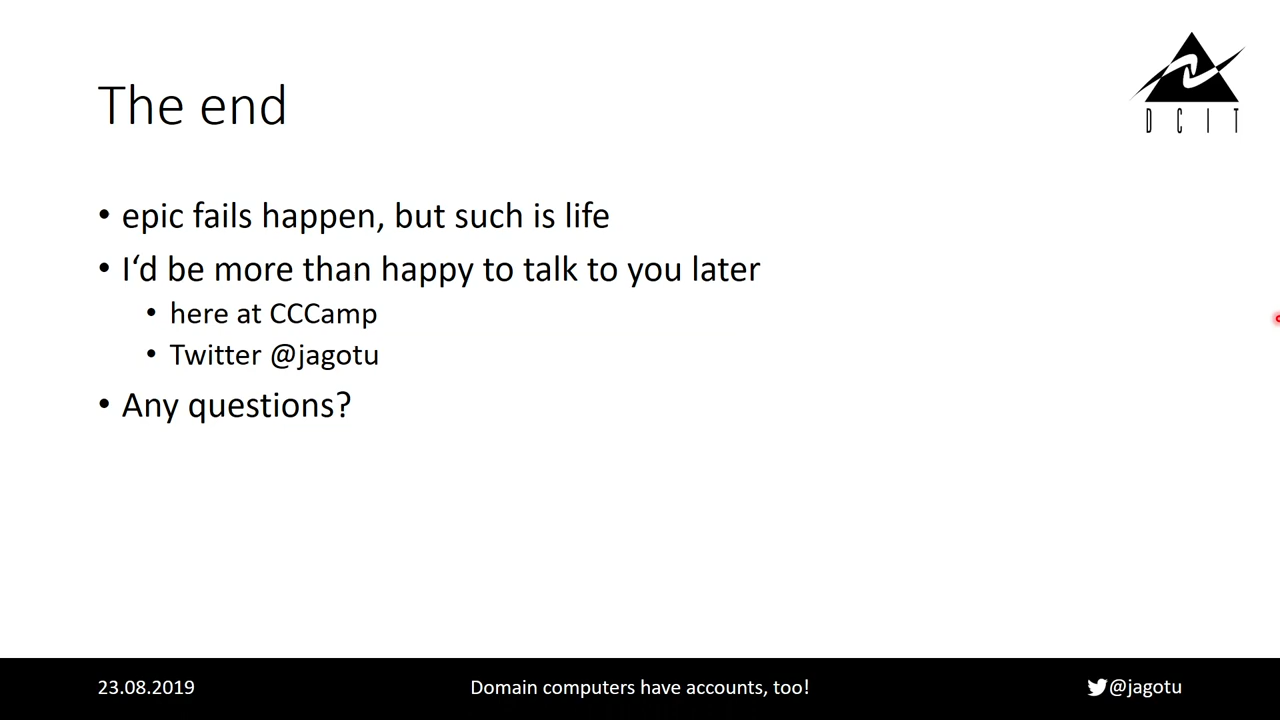 The end
DCIT
• epic fails happen, but such is life
• I‘d be more than happy to talk to you later
• here at CCCamp
• Twitter @jagotu
• Any questions?
23.08.2019
Domain computers have accounts, too!
@jagotu